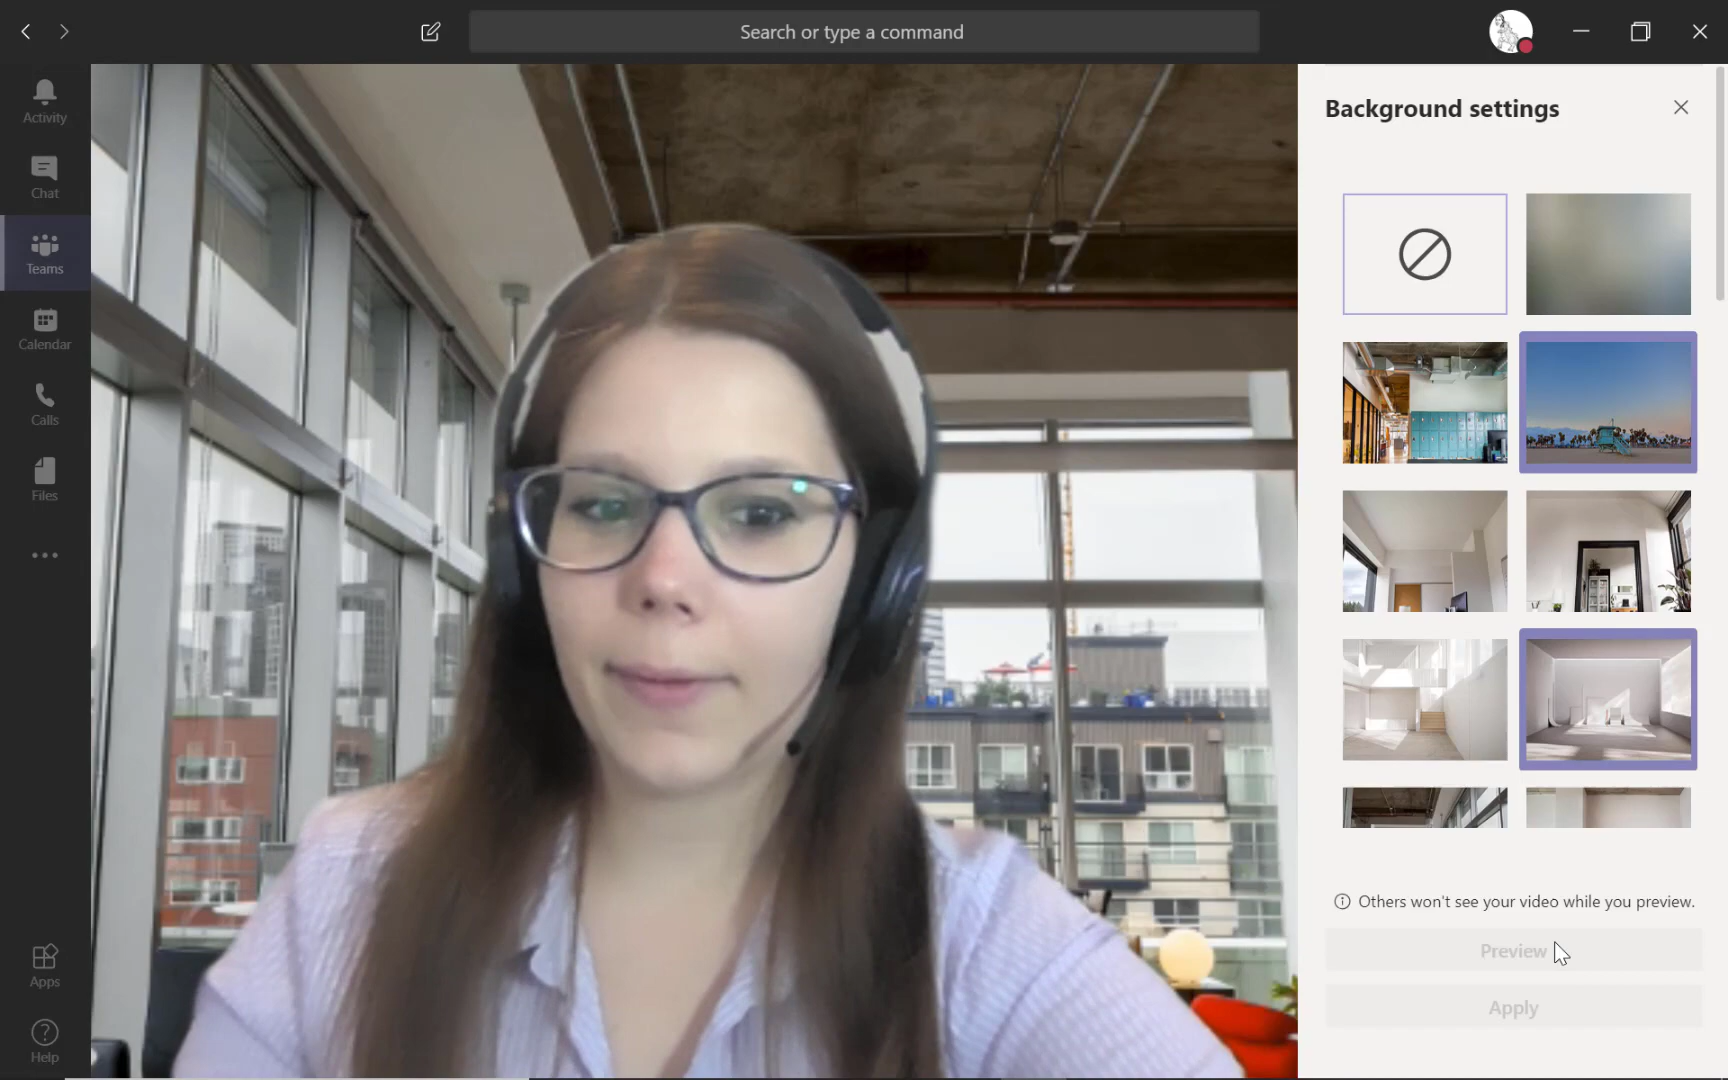 Search or type a command
Activity
Chat
Teams
Calendar
Calls
Files
Apps
Help
Background settings
Others won't see your video while you preview.
Preview
Apply